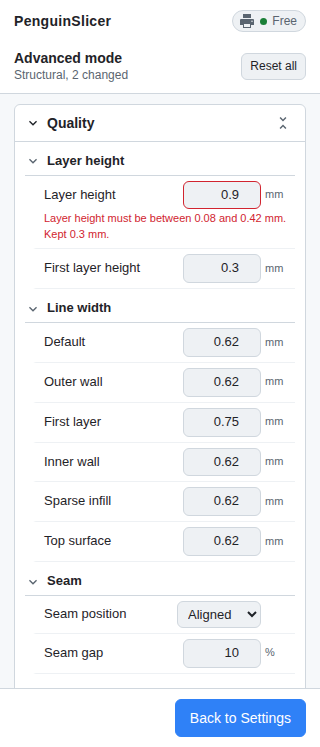 PenguinSlicer
Free
Advanced mode
Structural, 2 changed
Reset all
Quality
Layer height
Layer height 0.9 mm
Layer height must be between 0.08 and 0.42 mm.
Kept 0.3 mm.
First layer height 0.3 mm
Line width
Default 0.62 mm
Outer wall 0.62 mm
First layer 0.75 mm
Inner wall 0.62 mm
Sparse infill 0.62 mm
Top surface 0.62 mm
Seam
Seam position Aligned
Seam gap 10 %
Back to Settings